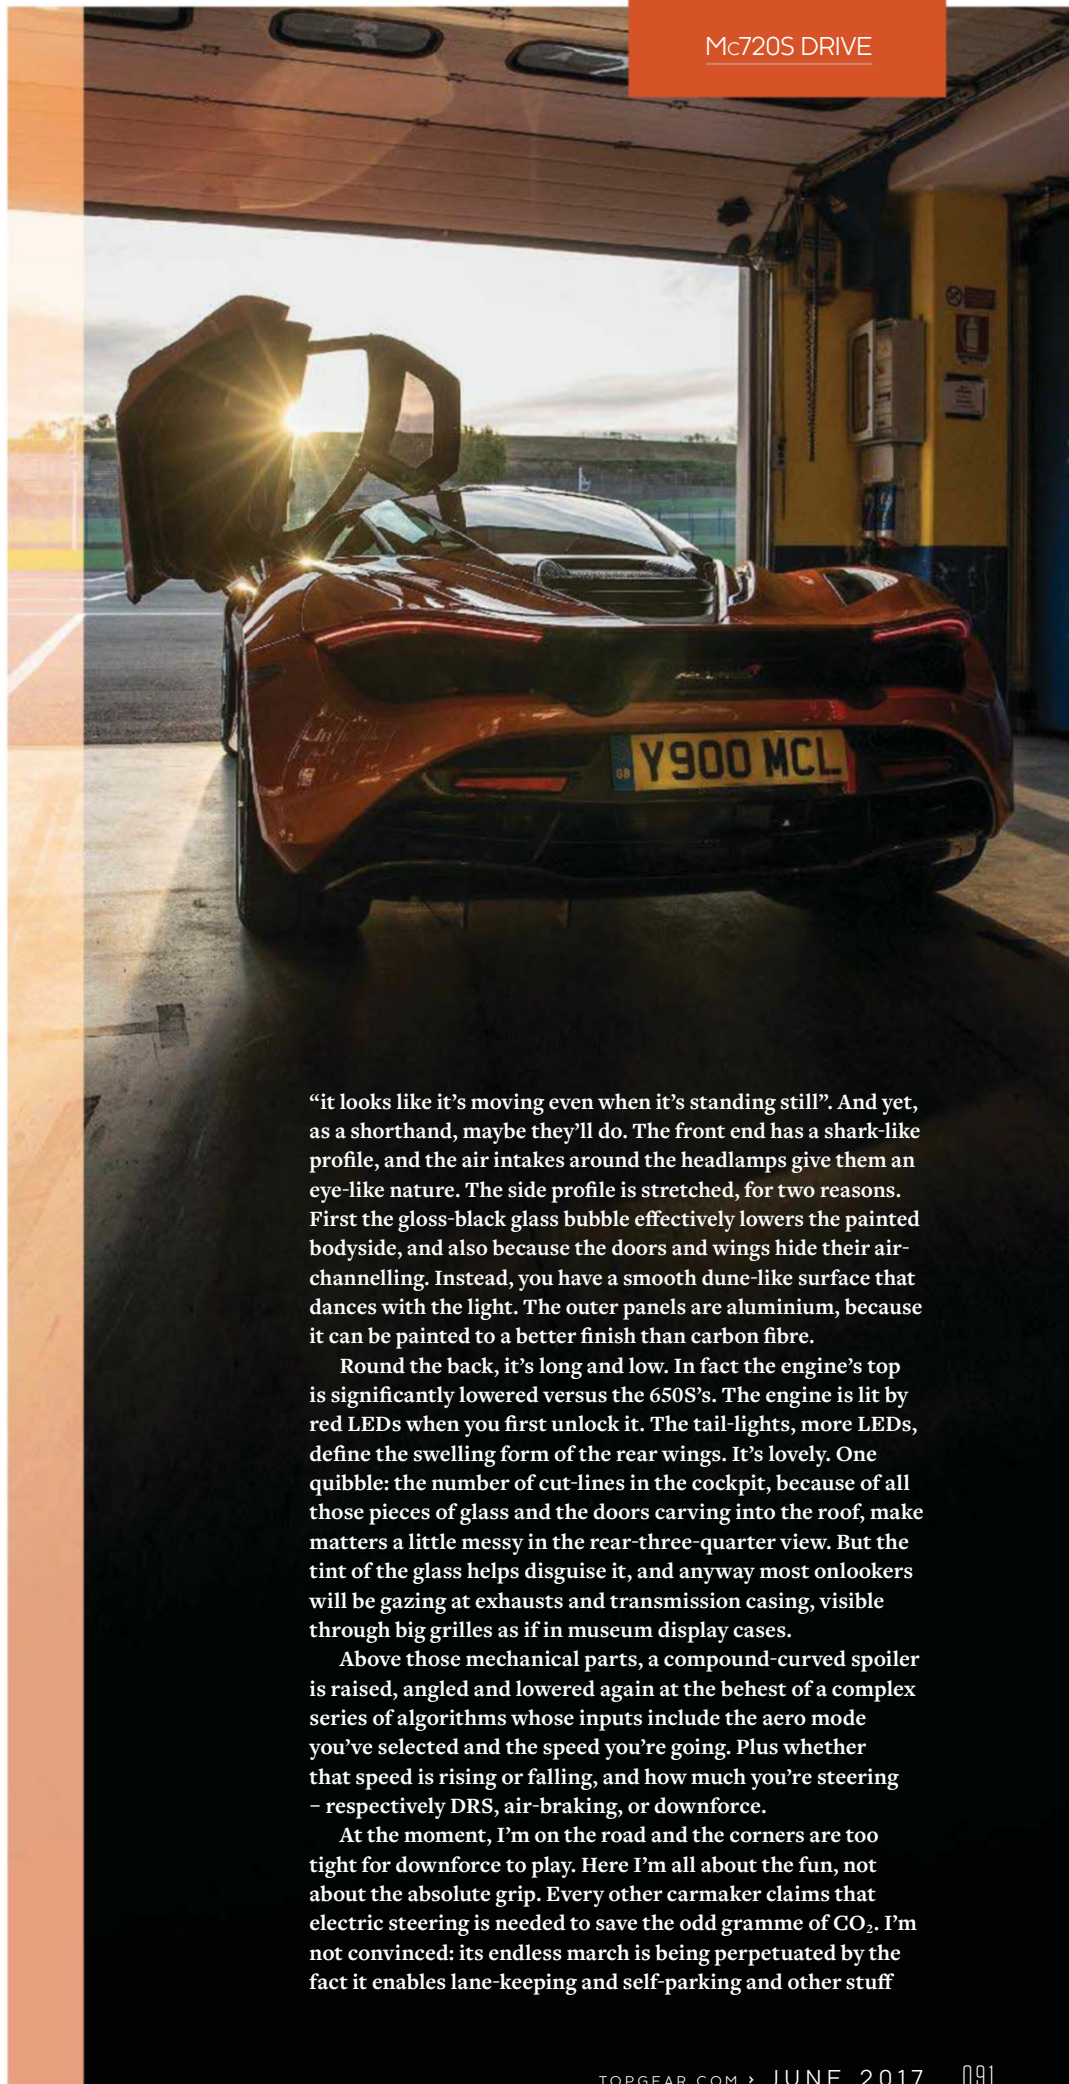 Mc720S DRIVE
Y900 MCL
GB
“it looks like it’s moving even when it’s standing still”. And yet,
as a shorthand, maybe they’ll do. The front end has a shark-like
profile, and the air intakes around the headlamps give them an
eye-like nature. The side profile is stretched, for two reasons.
First the gloss-black glass bubble effectively lowers the painted
bodyside, and also because the doors and wings hide their air-
channelling. Instead, you have a smooth dune-like surface that
dances with the light. The outer panels are aluminium, because
it can be painted to a better finish than carbon fibre.
Round the back, it’s long and low. In fact the engine’s top
is significantly lowered versus the 650S’s. The engine is lit by
red LEDs when you first unlock it. The tail-lights, more LEDs,
define the swelling form of the rear wings. It’s lovely. One
quibble: the number of cut-lines in the cockpit, because of all
those pieces of glass and the doors carving into the roof, make
matters a little messy in the rear-three-quarter view. But the
tint of the glass helps disguise it, and anyway most onlookers
will be gazing at exhausts and transmission casing, visible
through big grilles as if in museum display cases.
Above those mechanical parts, a compound-curved spoiler
is raised, angled and lowered again at the behest of a complex
series of algorithms whose inputs include the aero mode
you’ve selected and the speed you’re going. Plus whether
that speed is rising or falling, and how much you’re steering
– respectively DRS, air-braking, or downforce.
At the moment, I’m on the road and the corners are too
tight for downforce to play. Here I’m all about the fun, not
about the absolute grip. Every other carmaker claims that
electric steering is needed to save the odd gramme of CO₂. I’m
not convinced: its endless march is being perpetuated by the
fact it enables lane-keeping and self-parking and other stuff
TOPGEAR.COM › JUNE 2017 091